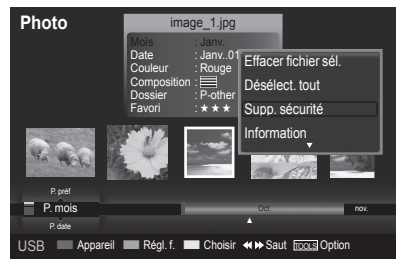 Photo
image_1.jpg
Mois : Janv.
Date : Janv..01
Couleur : Rouge
Composition :
Dossier : P-other
Favori : ★ ★ ★
Effacer fichier sél.
Désélect. tout
Supp. sécurité
Information
P. préf
P. mois
Oct.
nov.
P. date
USB Appareil Régl. f. Choisir Saut TOOLS Option